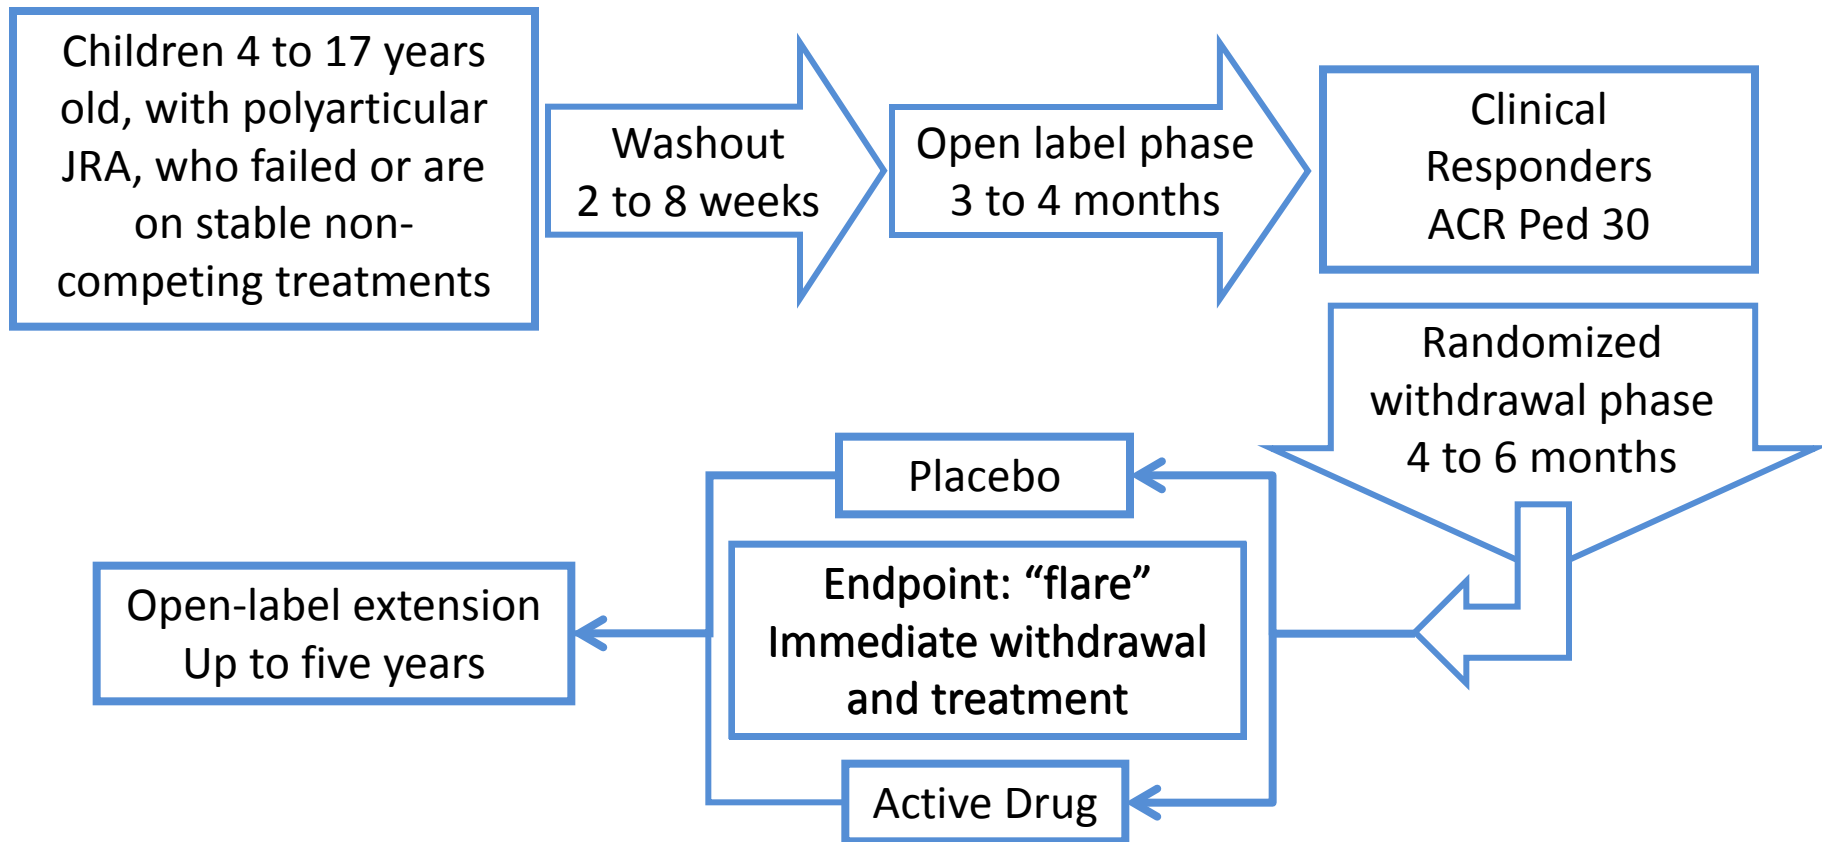 Children 4 to 17 years
old, with polyarticular
JRA, who failed or are
on stable non-
competing treatments
Washout
2 to 8 weeks
Open label phase
3 to 4 months
Clinical
Responders
ACR Ped 30
Randomized
withdrawal phase
4 to 6 months
Placebo
Endpoint: “flare”
Immediate withdrawal
and treatment
Active Drug
Open-label extension
Up to five years